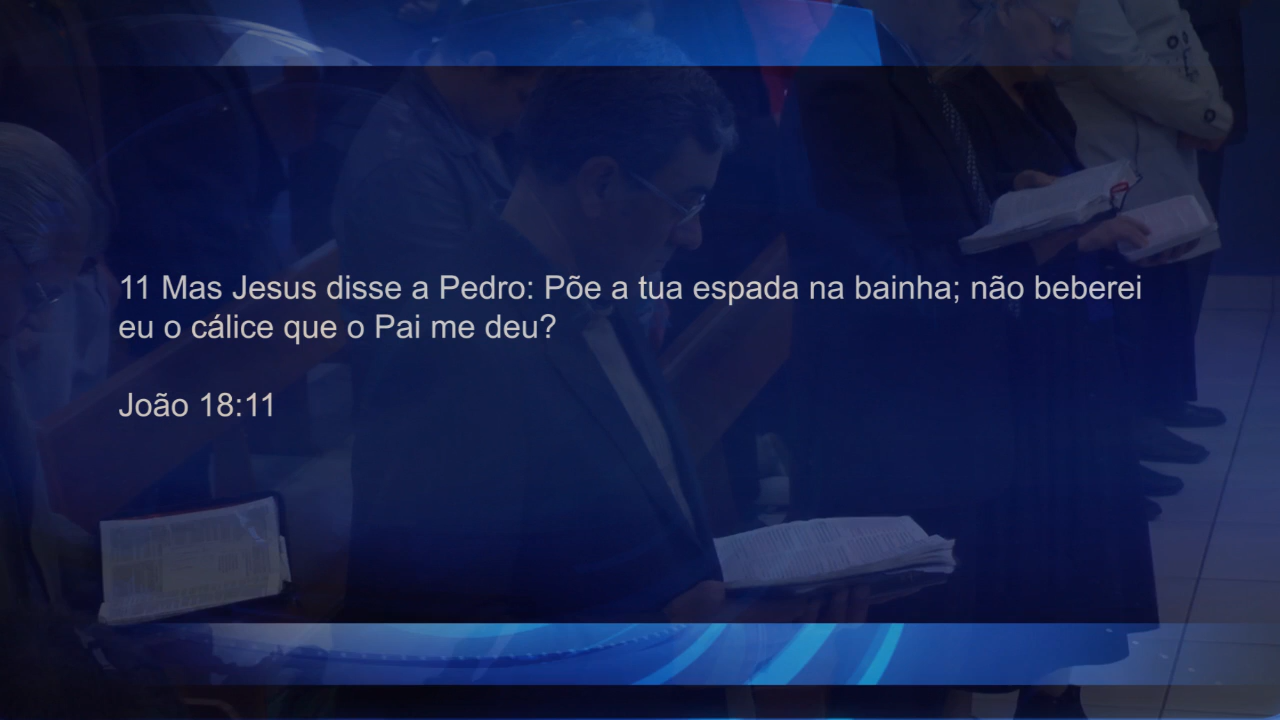 11 Mas Jesus disse a Pedro: Põe a tua espada na bainha; não beberei
eu o cálice que o Pai me deu?
João 18:11